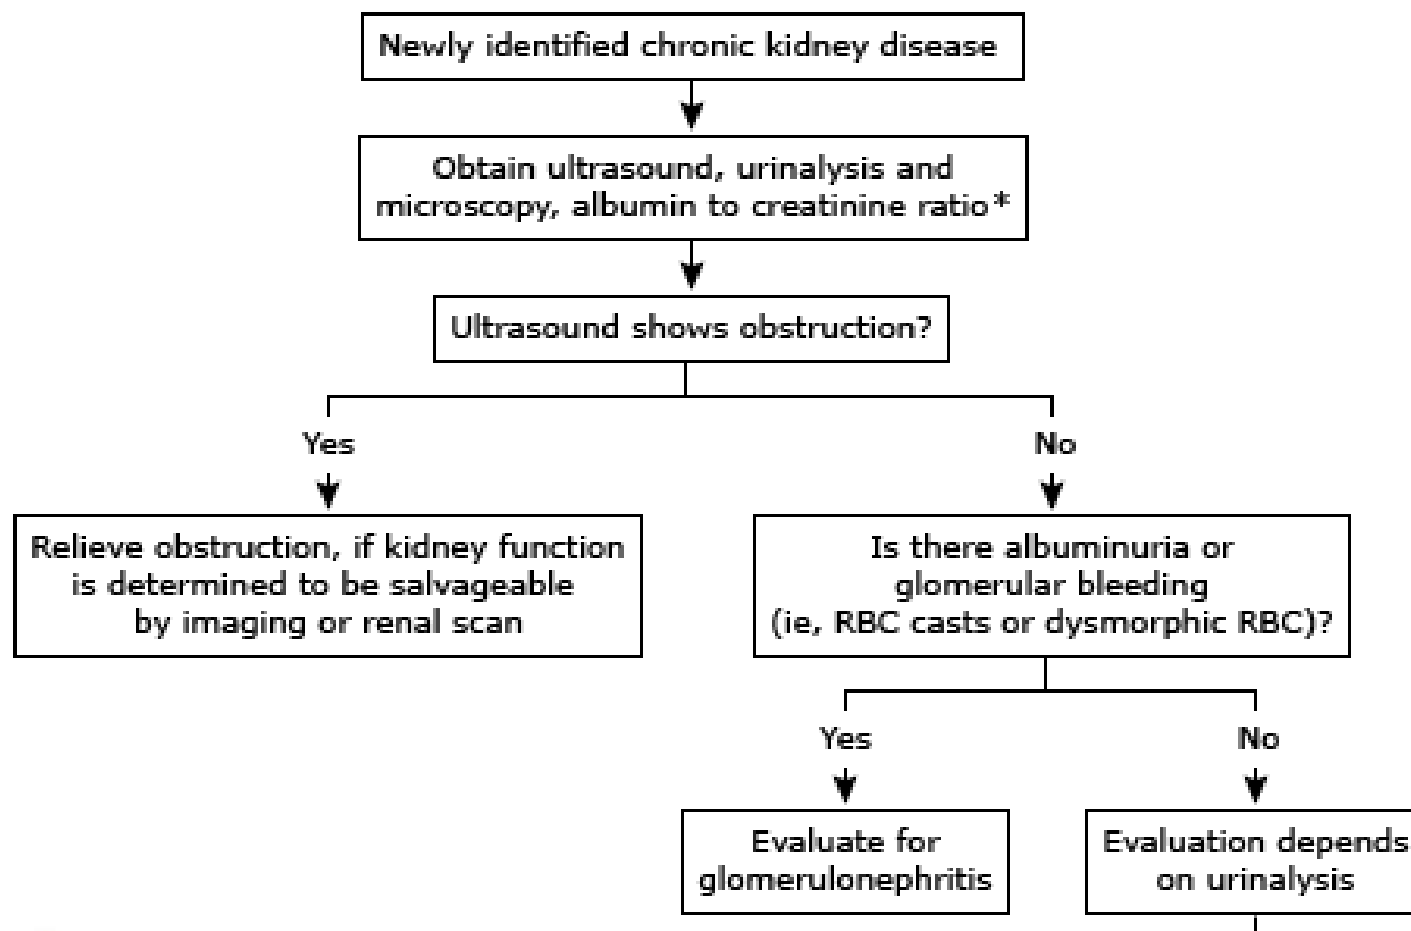 Newly identified chronic kidney disease
Obtain ultrasound, urinalysis and
microscopy, albumin to creatinine ratio*
Ultrasound shows obstruction?
Yes
No
Relieve obstruction, if kidney function
is determined to be salvageable
by imaging or renal scan
Is there albuminuria or
glomerular bleeding
(ie, RBC casts or dysmorphic RBC)?
Yes
No
Evaluate for
glomerulonephritis
Evaluation depends
on urinalysis